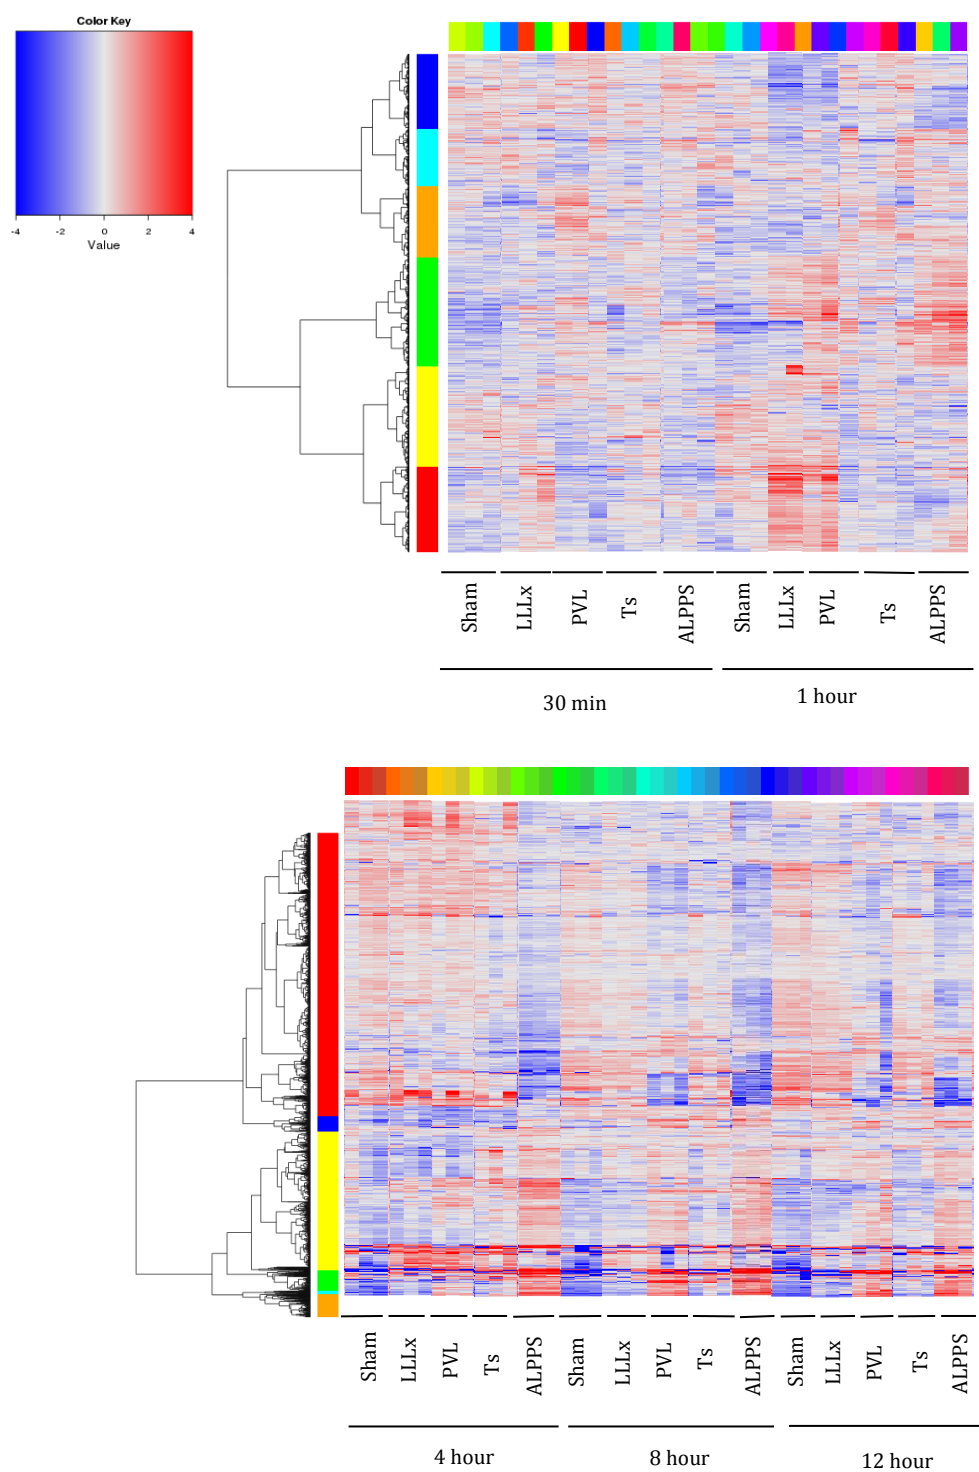 Color Key
-4 -2 0 2 4
Value
Sham LLLx PVL Ts ALPPS Sham LLLx PVL Ts ALPPS
30 min 1 hour
Sham LLLx PVL Ts ALPPS Sham LLLx PVL Ts ALPPS Sham LLLx PVL Ts ALPPS
4 hour 8 hour 12 hour